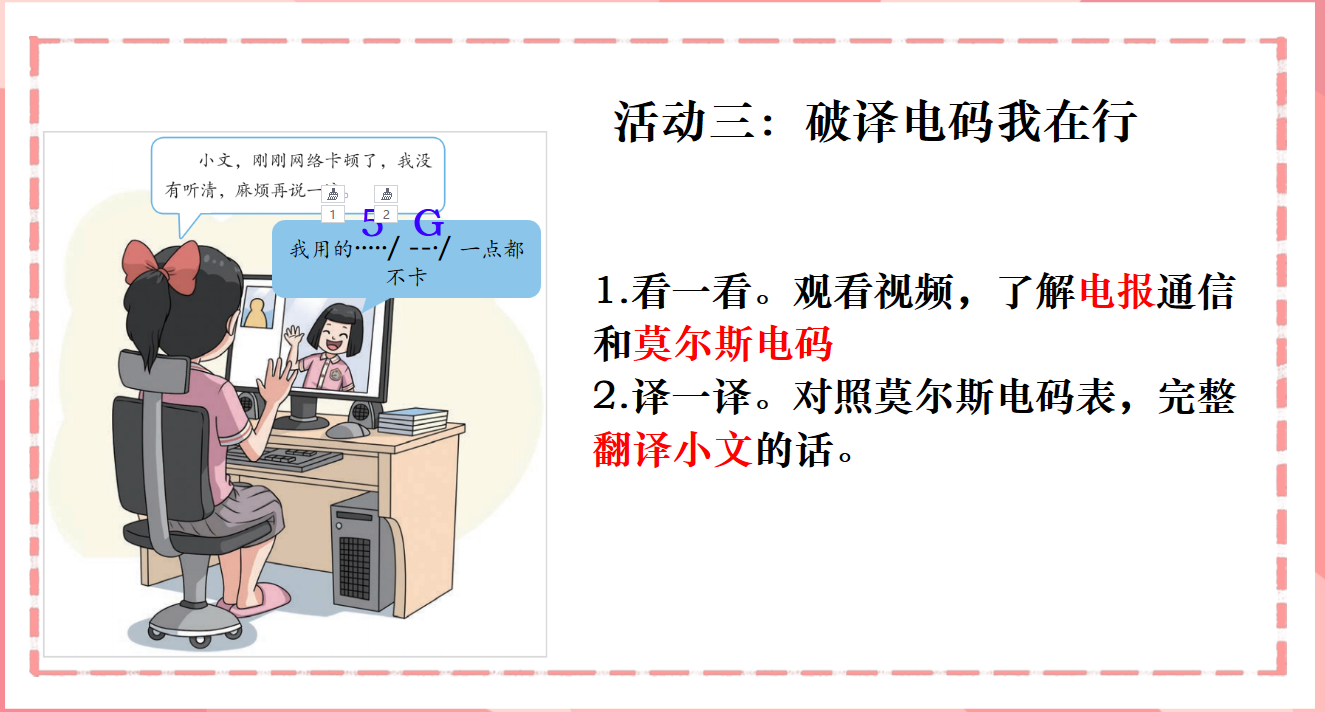 活动三：破译电码我在行
小文，刚刚网络卡顿了，我没
有听清，麻烦再说一
1
2
5 G
我用的·····/ --·/ 一点都
不卡
1.看一看。观看视频，了解电报通信
和莫尔斯电码
2.译一译。对照莫尔斯电码表，完整
翻译小文的话。